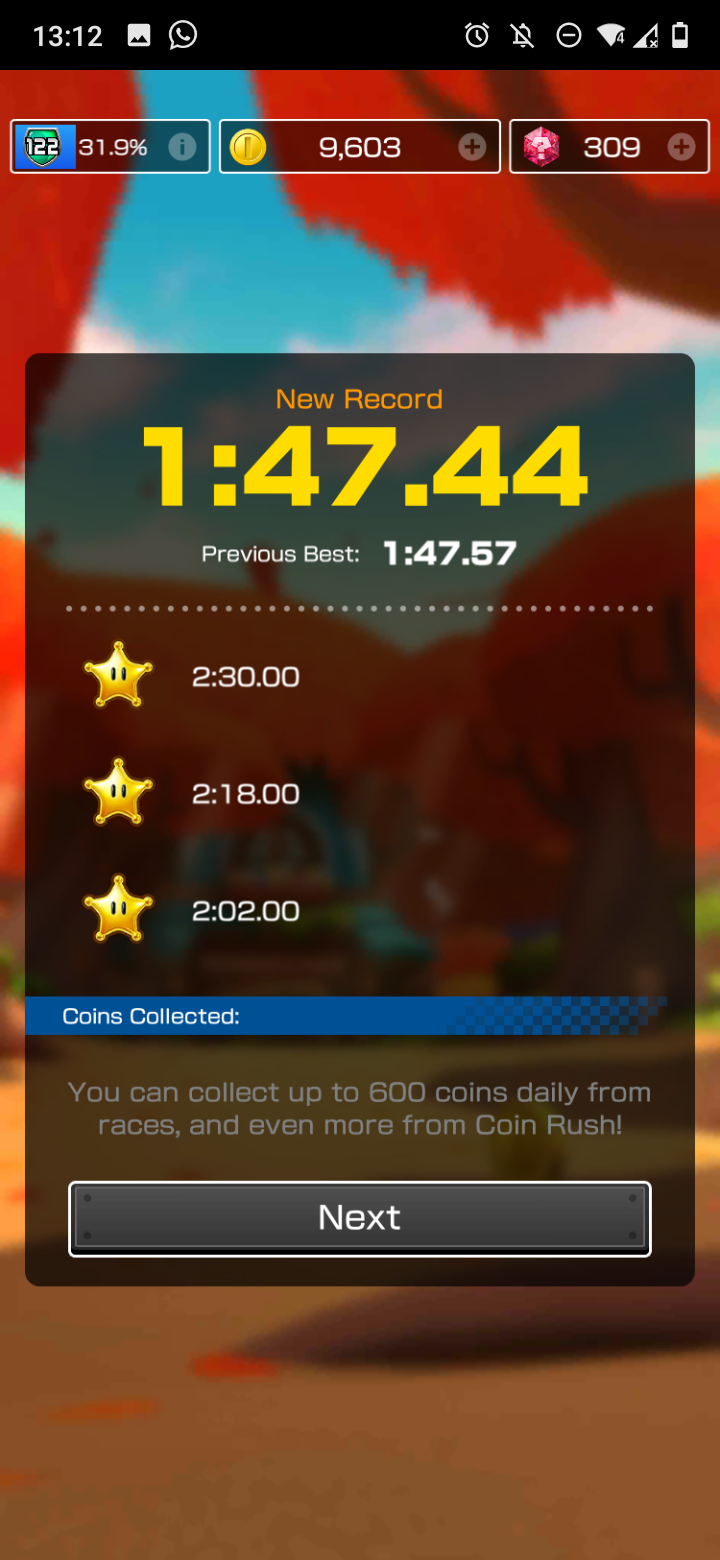 13:12
4
122 31.9% i 9,603 + ? 309 +
New Record
1:47.44
Previous Best: 1:47.57
2:30.00
2:18.00
2:02.00
Coins Collected:
You can collect up to 600 coins daily from
races, and even more from Coin Rush!
Next